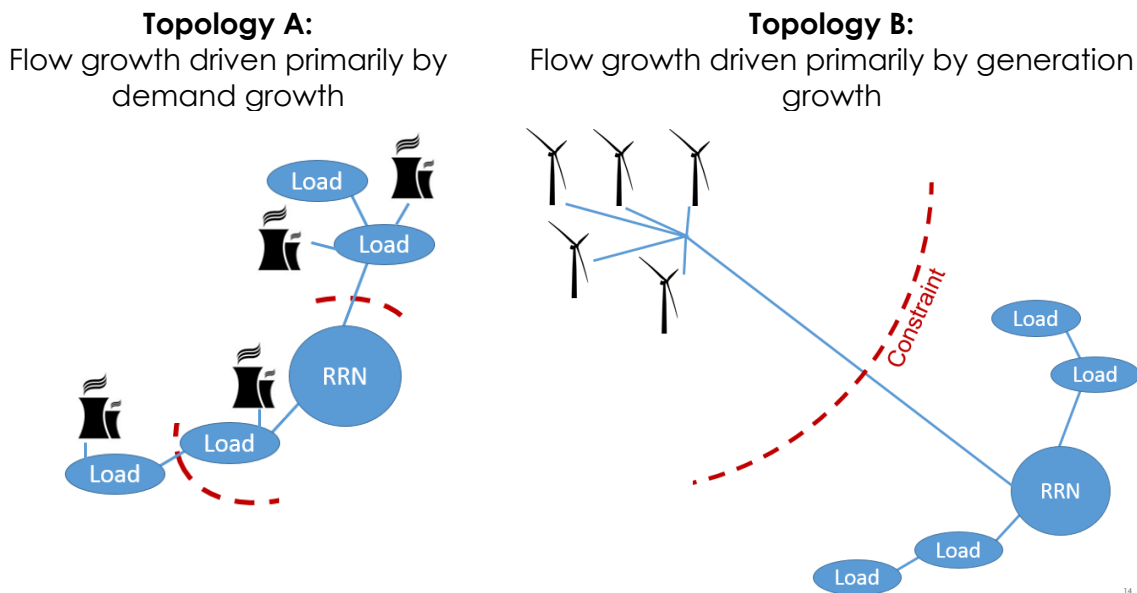 Topology A:
Flow growth driven primarily by
demand growth
Load
Load
RRN
Load
Load
Topology B:
Flow growth driven primarily by generation
growth
Constraint
Load
Load
RRN
Load
Load
14